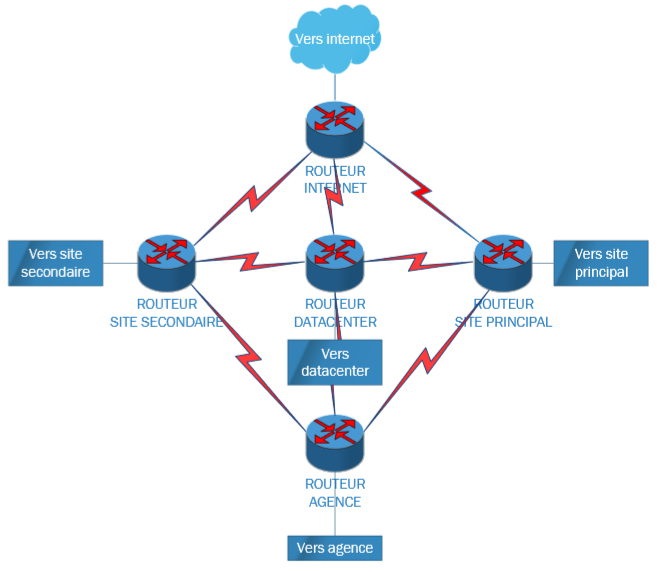 Vers internet
ROUTEUR
INTERNET
Vers site
secondaire
Vers site
principal
ROUTEUR
SITE SECONDAIRE
ROUTEUR
DATACENTER
ROUTEUR
SITE PRINCIPAL
Vers
datacenter
ROUTEUR
AGENCE
Vers agence